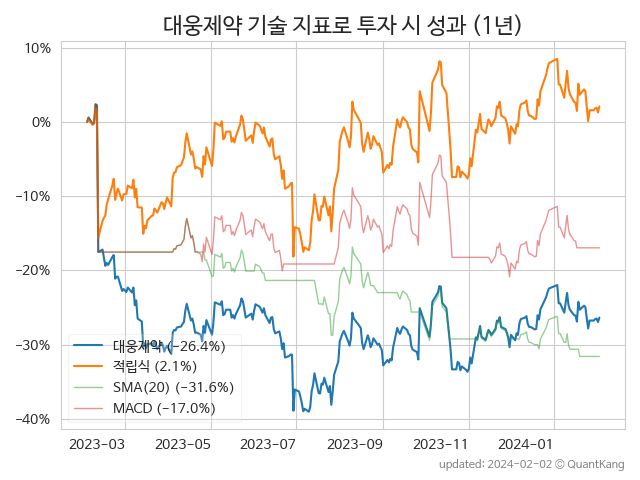 대웅제약 기술 지표로 투자 시 성과 (1년)
10%
0%
−10%
−20%
−30%
−40%
대웅제약 (−26.4%)
적립식 (2.1%)
SMA(20) (−31.6%)
MACD (−17.0%)
2023-03 2023-05 2023-07 2023-09 2023-11 2024-01
updated: 2024-02-02 © QuantKang